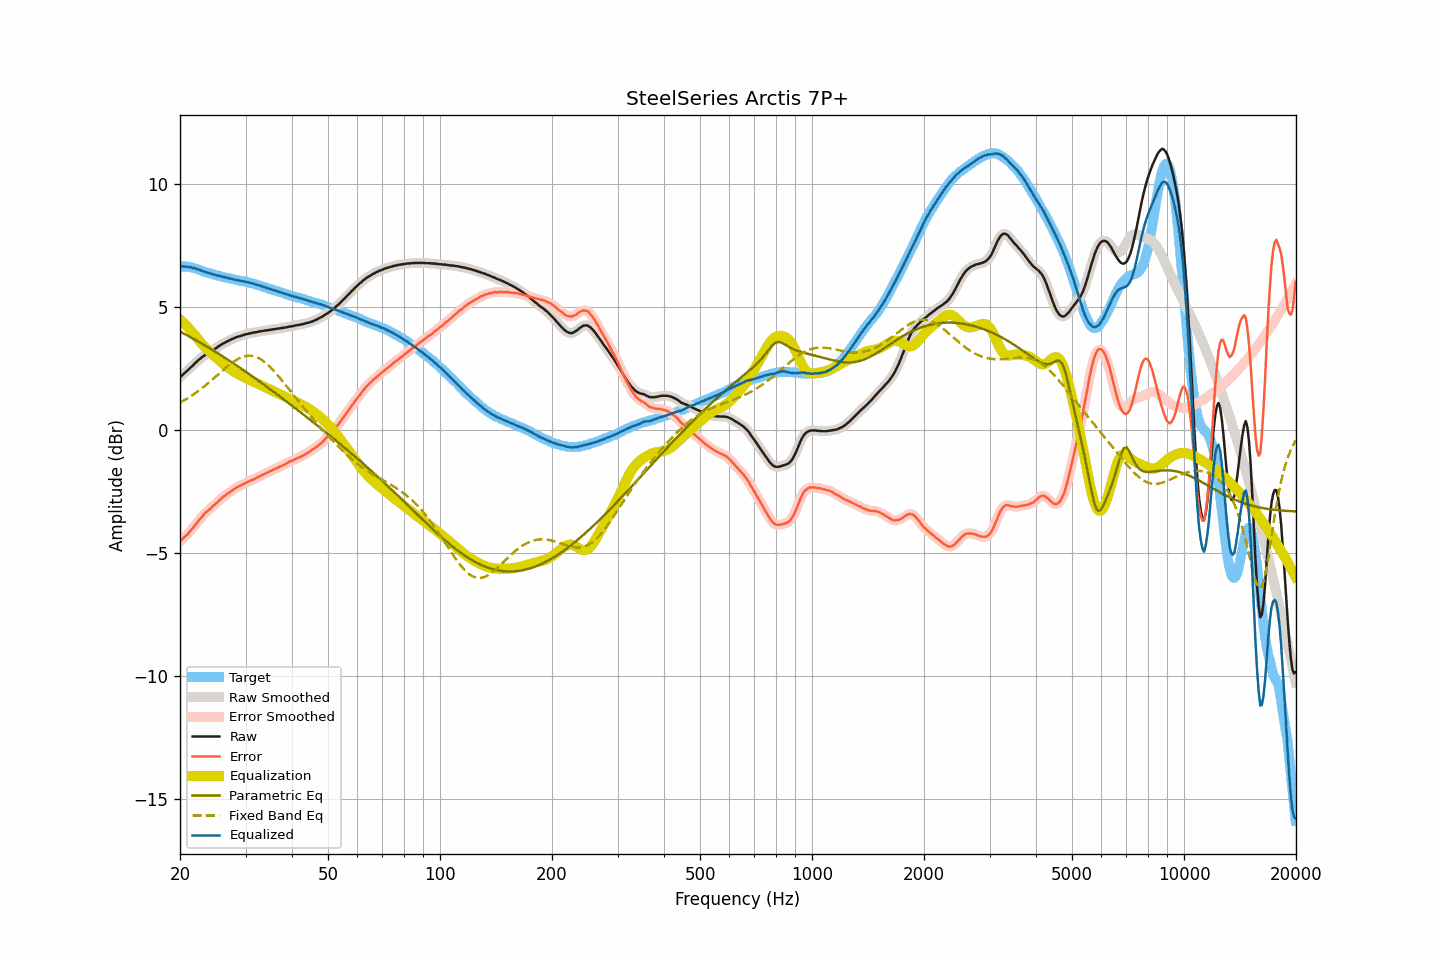 SteelSeries Arctis 7P+
10
5
0
−5
−10
−15
Amplitude (dBr)
Target
Raw Smoothed
Error Smoothed
Raw
Error
Equalization
Parametric Eq
Fixed Band Eq
Equalized
20 50 100 200 500 1000 2000 5000 10000 20000
Frequency (Hz)